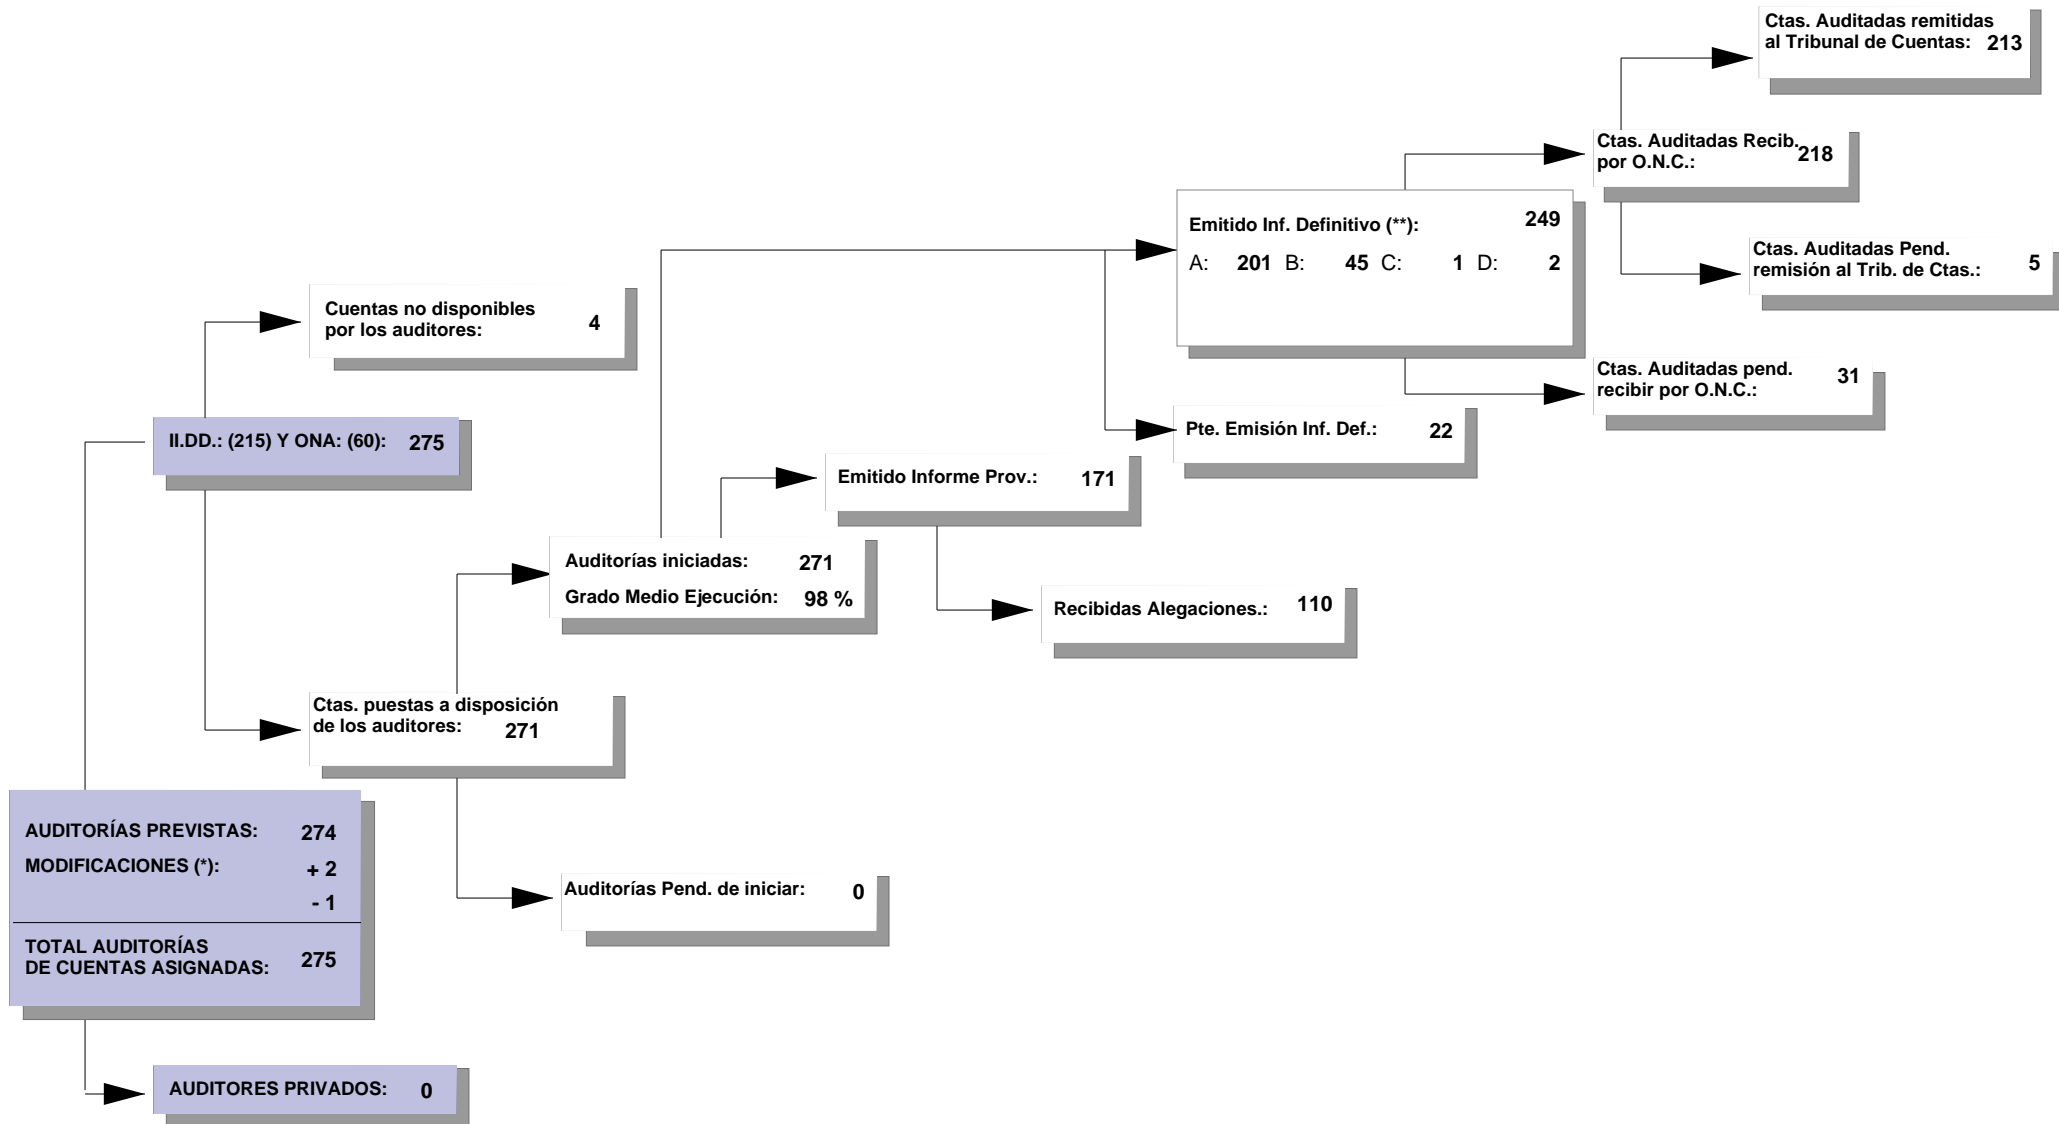 Ctas. Auditadas remitidas
al Tribunal de Cuentas: 213
Ctas. Auditadas Recib.
por O.N.C.: 218
Emitido Inf. Definitivo (**): 249
A: 201 B: 45 C: 1 D: 2
Ctas. Auditadas Pend.
remisión al Trib. de Ctas.: 5
Cuentas no disponibles
por los auditores: 4
Ctas. Auditadas pend.
recibir por O.N.C.: 31
II.DD.: (215) Y ONA: (60): 275
Pte. Emisión Inf. Def.: 22
Emitido Informe Prov.: 171
Auditorías iniciadas: 271
Grado Medio Ejecución: 98 %
Recibidas Alegaciones.: 110
Ctas. puestas a disposición
de los auditores: 271
AUDITORÍAS PREVISTAS: 274
MODIFICACIONES (*): + 2
- 1
TOTAL AUDITORÍAS
DE CUENTAS ASIGNADAS: 275
Auditorías Pend. de iniciar: 0
AUDITORES PRIVADOS: 0